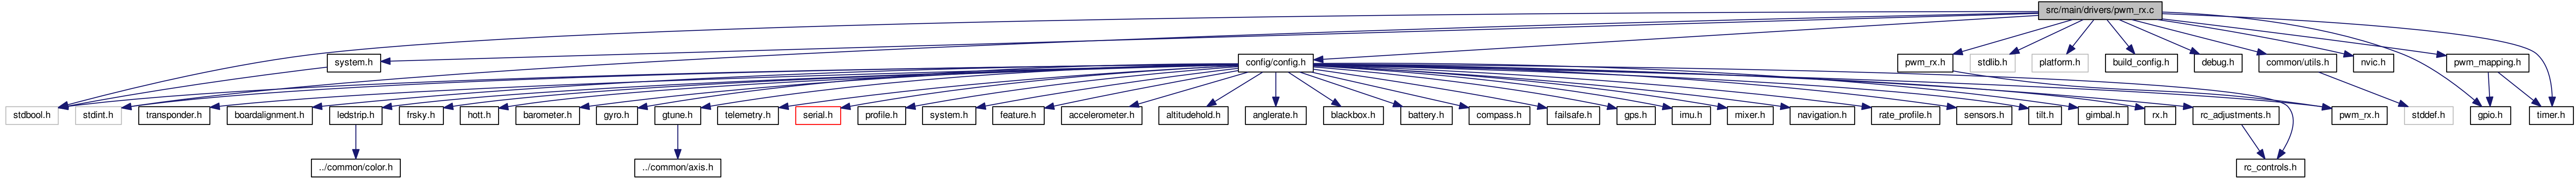 src/main/drivers/pwm_rx.c
system.h
config/config.h
pwm_rx.h
stdlib.h
platform.h
build_config.h
debug.h
common/utils.h
nvic.h
pwm_mapping.h
stdbool.h
stdint.h
transponder.h
boardalignment.h
ledstrip.h
frsky.h
hott.h
barometer.h
gyro.h
gtune.h
telemetry.h
serial.h
profile.h
system.h
feature.h
accelerometer.h
altitudehold.h
anglerate.h
blackbox.h
battery.h
compass.h
failsafe.h
gps.h
imu.h
mixer.h
navigation.h
rate_profile.h
sensors.h
tilt.h
gimbal.h
rx.h
rc_adjustments.h
pwm_rx.h
stddef.h
gpio.h
timer.h
../common/color.h
../common/axis.h
rc_controls.h